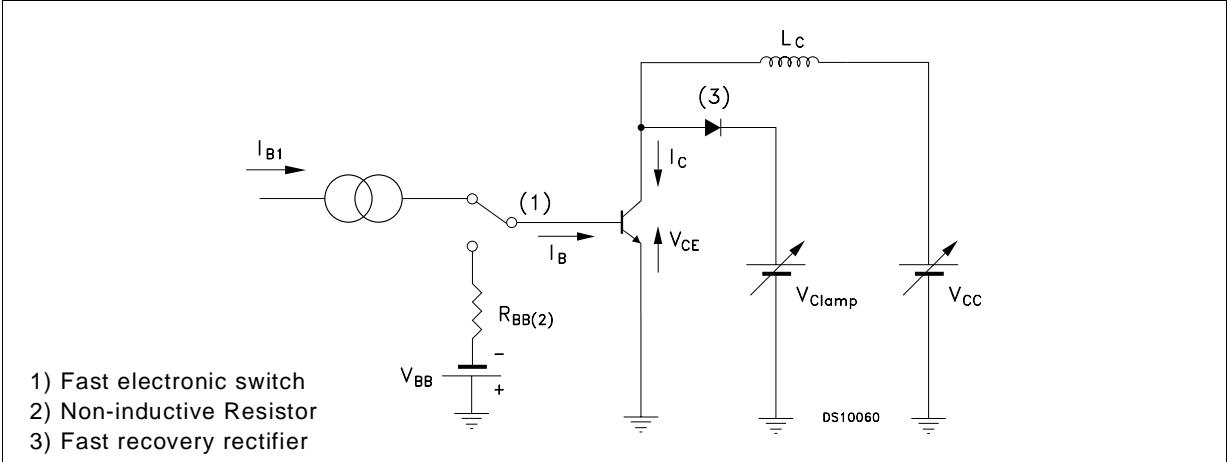 L_C
(3)
I_B1
I_C
(1)
I_B
V_CE
V_Clamp
V_CC
R_BB(2)
−
V_BB
+
DS10060
1) Fast electronic switch
2) Non-inductive Resistor
3) Fast recovery rectifier